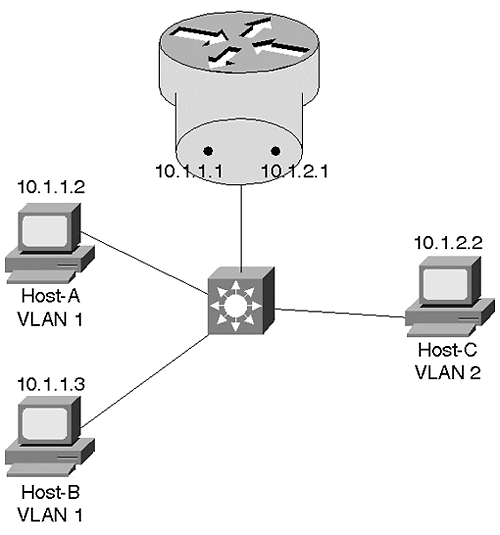 10.1.1.1
10.1.2.1
10.1.1.2
Host-A
VLAN 1
10.1.2.2
Host-C
VLAN 2
10.1.1.3
Host-B
VLAN 1